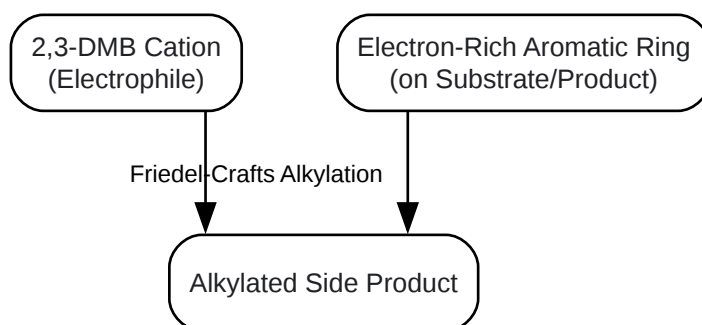 2,3-DMB Cation
(Electrophile)
Electron-Rich Aromatic Ring
(on Substrate/Product)
Friedel-Crafts Alkylation
Alkylated Side Product